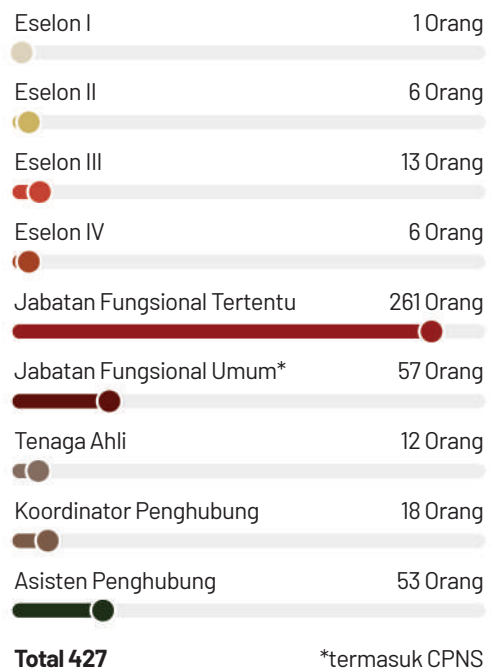 Eselon I 1 Orang
Eselon II 6 Orang
Eselon III 13 Orang
Eselon IV 6 Orang
Jabatan Fungsional Tertentu 261 Orang
Jabatan Fungsional Umum* 57 Orang
Tenaga Ahli 12 Orang
Koordinator Penghubung 18 Orang
Asisten Penghubung 53 Orang
Total 427 *termasuk CPNS